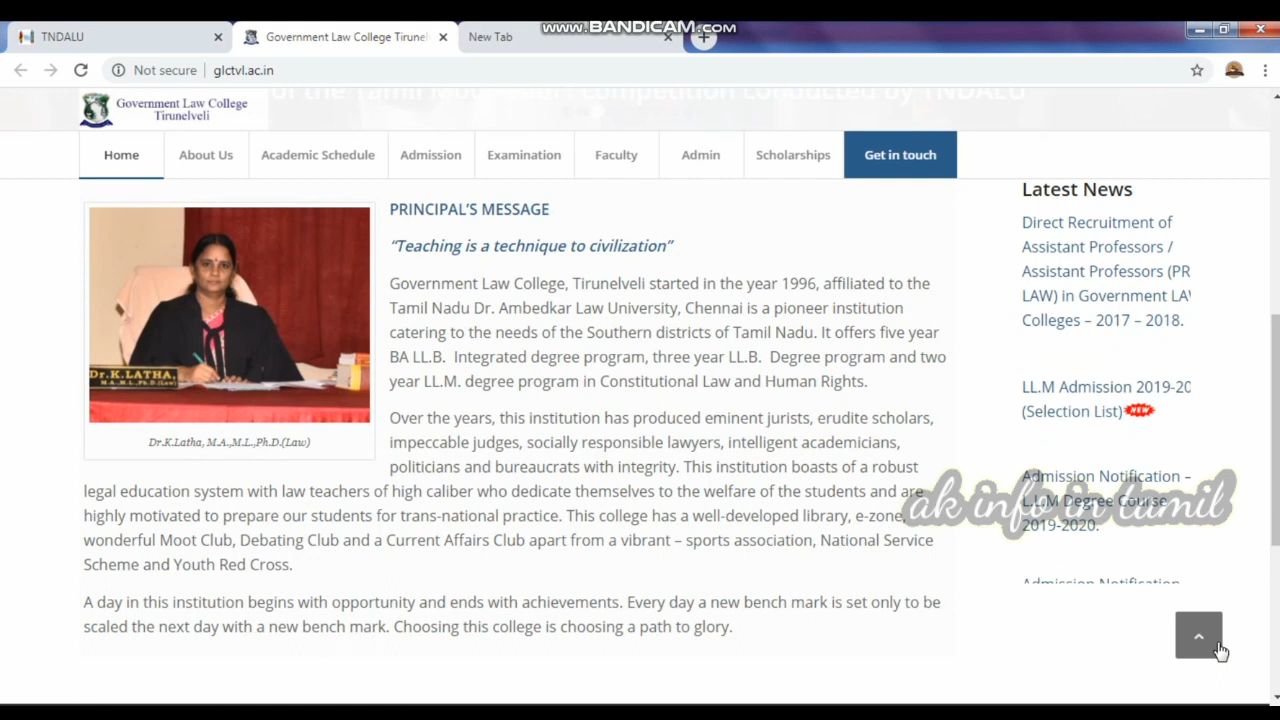 www.BANDICAM.com
TNDALU
Government Law College Tirunel
New Tab
Not secure
glctvl.ac.in
of the Tamil Moot Court competition conducted by TNDALU
Government Law College
Tirunelveli
Home
About Us
Academic Schedule
Admission
Examination
Faculty
Admin
Scholarships
Get in touch
PRINCIPAL'S MESSAGE
“Teaching is a technique to civilization”
Government Law College, Tirunelveli started in the year 1996, affiliated to the
Tamil Nadu Dr. Ambedkar Law University, Chennai is a pioneer institution
catering to the needs of the Southern districts of Tamil Nadu. It offers five year
BA LL.B. Integrated degree program, three year LL.B. Degree program and two
year LL.M. degree program in Constitutional Law and Human Rights.
Dr.K.LATHA,
M.A.,M.L.,Ph.D.(Law)
Dr.K.Latha, M.A.,M.L.,Ph.D.(Law)
Over the years, this institution has produced eminent jurists, erudite scholars,
impeccable judges, socially responsible lawyers, intelligent academicians,
politicians and bureaucrats with integrity. This institution boasts of a robust
legal education system with law teachers of high caliber who dedicate themselves to the welfare of the students and are
highly motivated to prepare our students for trans-national practice. This college has a well-developed library, e-zone,
wonderful Moot Club, Debating Club and a Current Affairs Club apart from a vibrant – sports association, National Service
Scheme and Youth Red Cross.
A day in this institution begins with opportunity and ends with achievements. Every day a new bench mark is set only to be
scaled the next day with a new bench mark. Choosing this college is choosing a path to glory.
Latest News
Direct Recruitment of
Assistant Professors /
Assistant Professors (PR
LAW) in Government LA
Colleges – 2017 – 2018.
LL.M Admission 2019-20
(Selection List) NEW
Admission Notification –
L.L.M Degree Course
2019-2020.
Admission Notification
ak info in tamil